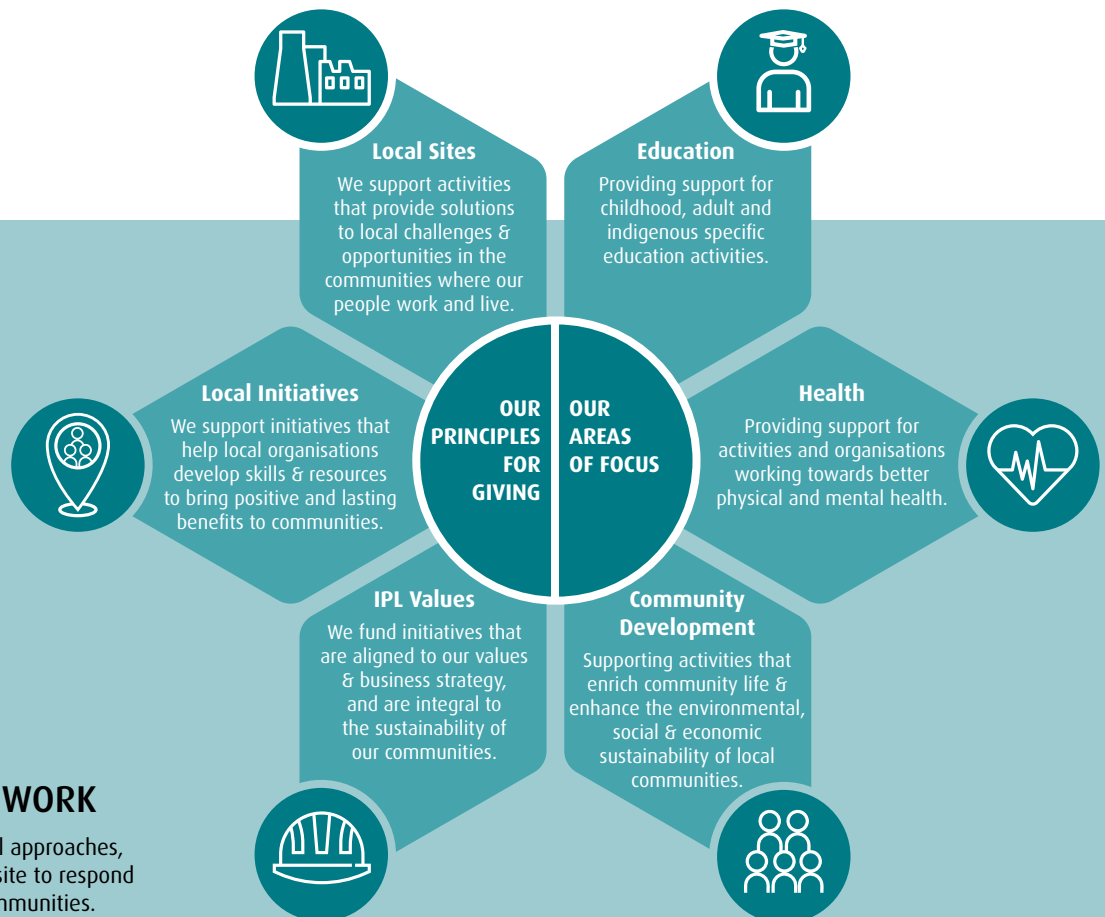 Local Sites
We support activities
that provide solutions
to local challenges &
opportunities in the
communities where our
people work and live.
Education
Providing support for
childhood, adult and
indigenous specific
education activities.
Local Initiatives
We support initiatives that
help local organisations
develop skills & resources
to bring positive and lasting
benefits to communities.
OUR
PRINCIPLES
FOR
GIVING
OUR
AREAS
OF FOCUS
Health
Providing support for
activities and organisations
working towards better
physical and mental health.
IPL Values
We fund initiatives that
are aligned to our values
& business strategy,
and are integral to
the sustainability of
our communities.
Community
Development
Supporting activities that
enrich community life &
enhance the environmental,
social & economic
sustainability of local
communities.
WORK
approaches,
site to respond